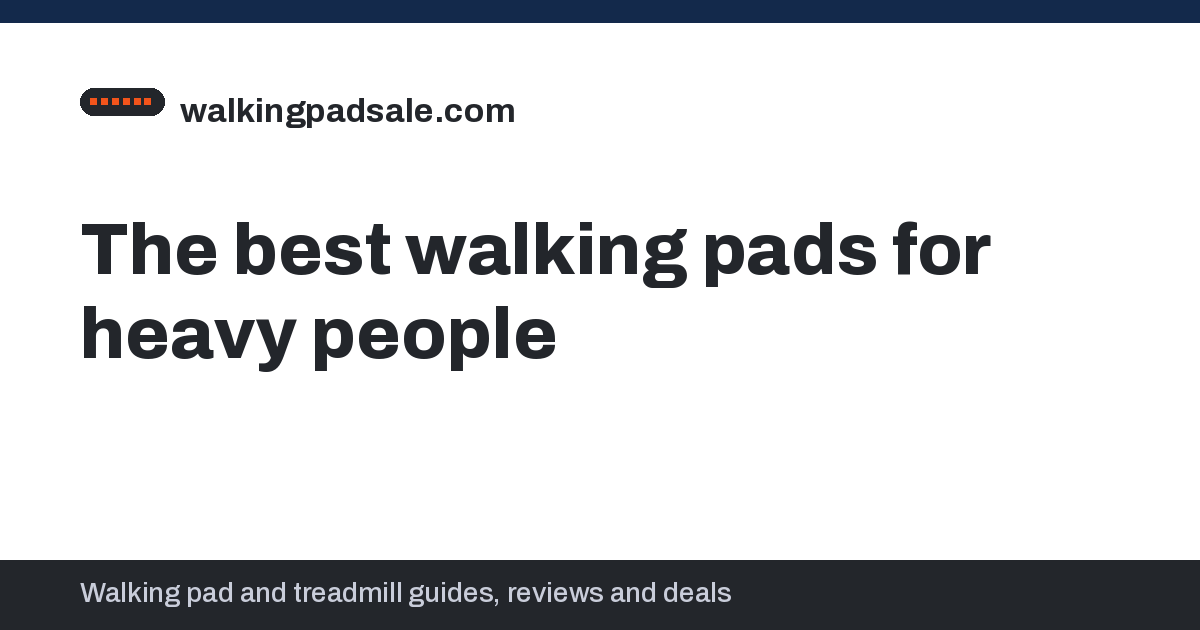 walkingpadsale.com
The best walking pads for
heavy people
Walking pad and treadmill guides, reviews and deals